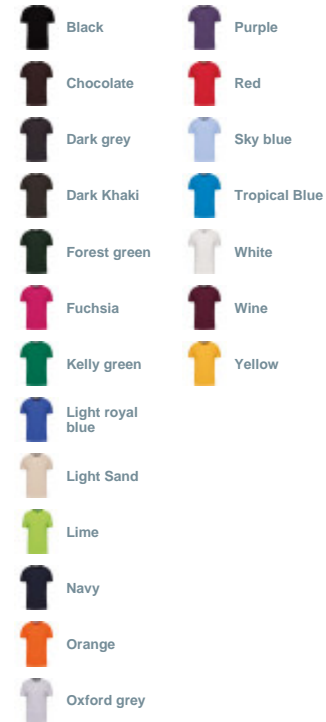 Black
Chocolate
Dark grey
Dark Khaki
Forest green
Fuchsia
Kelly green
Light royal
blue
Light Sand
Lime
Navy
Orange
Oxford grey
Purple
Red
Sky blue
Tropical Blue
White
Wine
Yellow